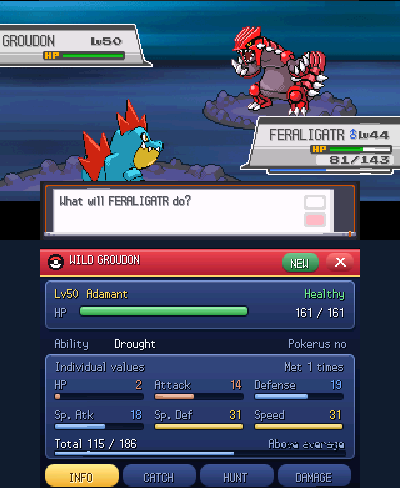 GROUDON Lv50
HP
FERALIGATR ♂ Lv44
HP
81/143
What will FERALIGATR do?
WILD GROUDON NEW ×
Lv50 Adamant Healthy
HP 161 / 161
Ability Drought Pokerus no
Individual values Met 1 times
HP 2 Attack 14 Defense 19
Sp. Atk 18 Sp. Def 31 Speed 31
Total 115 / 186 Above average
INFO CATCH HUNT DAMAGE